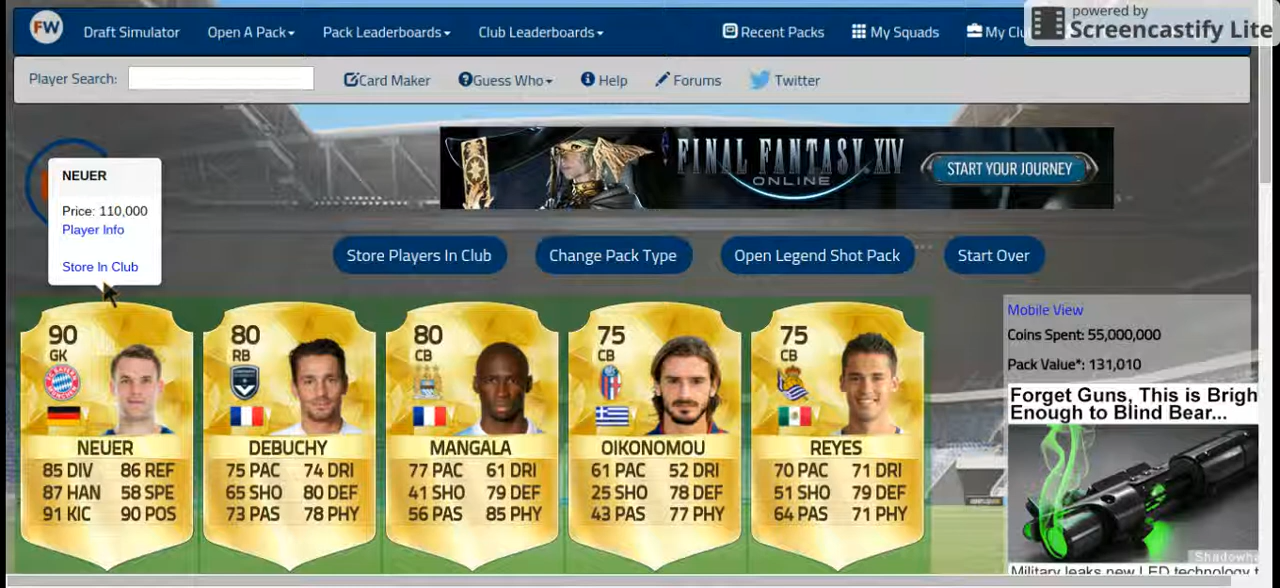 powered by
Screencastify Lite
FW
Draft Simulator
Open A Pack
Pack Leaderboards
Club Leaderboards
Recent Packs
My Squads
My Clu
Player Search:
Card Maker
Guess Who
Help
Forums
Twitter
FINAL FANTASY XIV
ONLINE
START YOUR JOURNEY
NEUER
Price: 110,000
Player Info
Store In Club
Store Players In Club
Change Pack Type
Open Legend Shot Pack
Start Over
90
GK
NEUER
85 DIV 86 REF
87 HAN 58 SPE
91 KIC 90 POS
80
RB
DEBUCHY
75 PAC 74 DRI
65 SHO 80 DEF
73 PAS 78 PHY
80
CB
MANGALA
77 PAC 61 DRI
41 SHO 79 DEF
56 PAS 85 PHY
75
CB
OIKONOMOU
61 PAC 52 DRI
25 SHO 78 DEF
43 PAS 77 PHY
75
CB
REYES
70 PAC 71 DRI
51 SHO 79 DEF
64 PAS 71 PHY
Mobile View
Coins Spent: 55,000,000
Pack Value*: 131,010
Forget Guns, This is Brigh
Enough to Blind Bear...
Shadowha
Military leaks new LED technology t